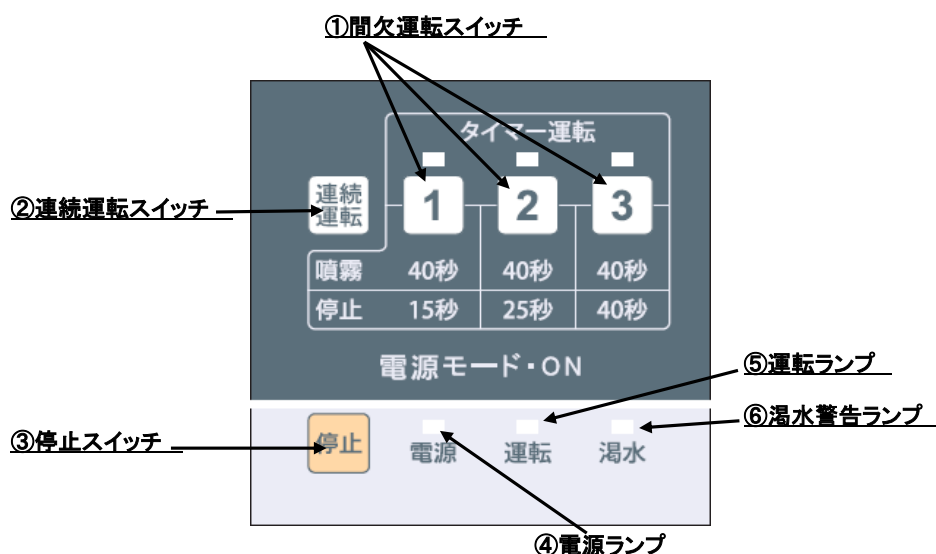 ①間欠運転スイッチ
タイマー運転
②連続運転スイッチ
連続
運転
1 2 3
噴霧 40秒 40秒 40秒
停止 15秒 25秒 40秒
電源モード・ON
⑤運転ランプ
⑥渇水警告ランプ
③停止スイッチ
停止
電源 運転 渇水
④電源ランプ